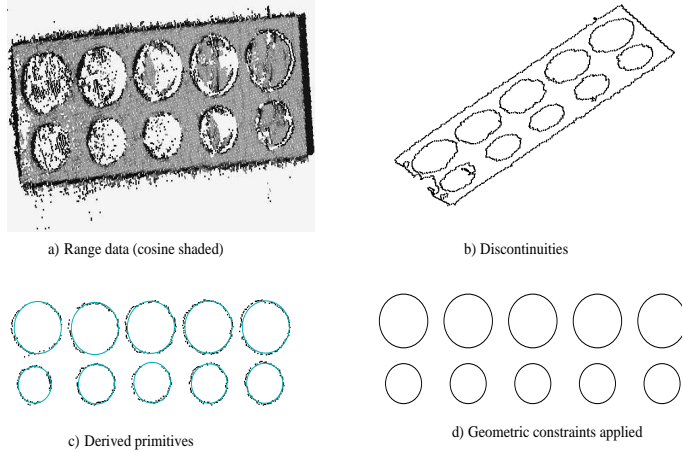 a) Range data (cosine shaded)
b) Discontinuities
c) Derived primitives
d) Geometric constraints applied